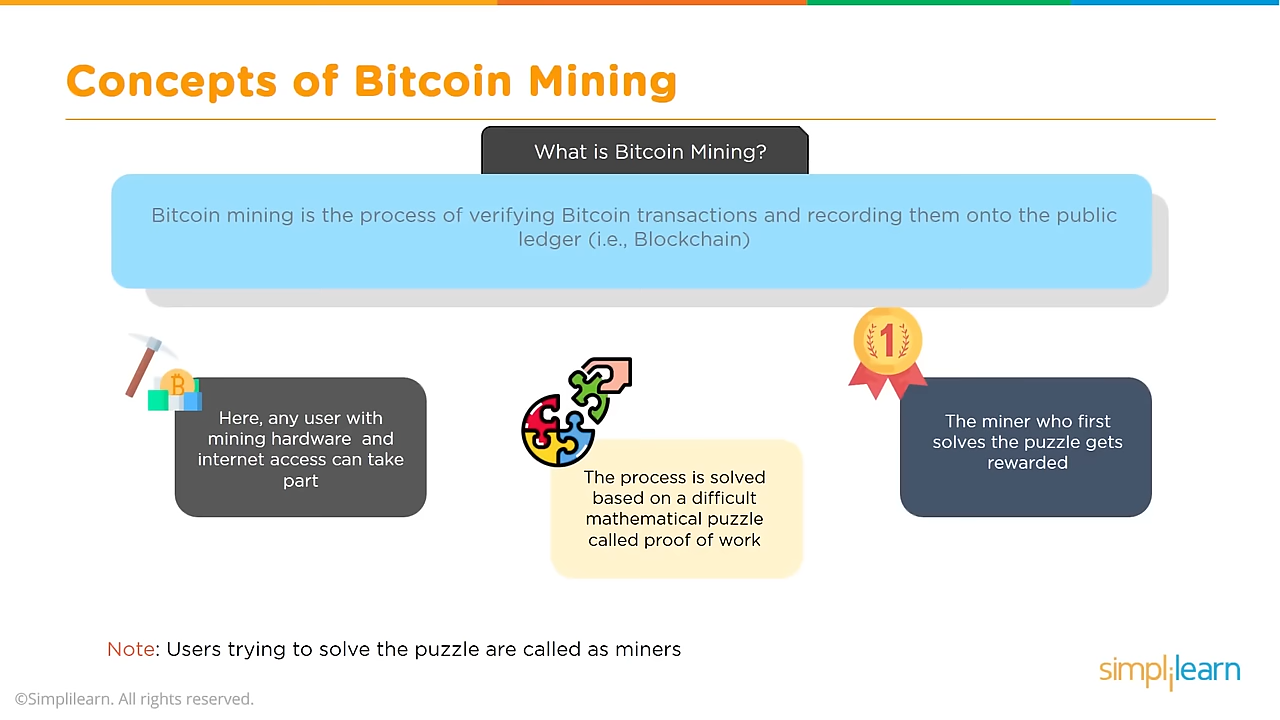 Concepts of Bitcoin Mining
What is Bitcoin Mining?
Bitcoin mining is the process of verifying Bitcoin transactions and recording them onto the public
ledger (i.e., Blockchain)
Here, any user with
mining hardware and
internet access can take
part
The process is solved
based on a difficult
mathematical puzzle
called proof of work
1
The miner who first
solves the puzzle gets
rewarded
Note: Users trying to solve the puzzle are called as miners
simplilearn
©Simplilearn. All rights reserved.